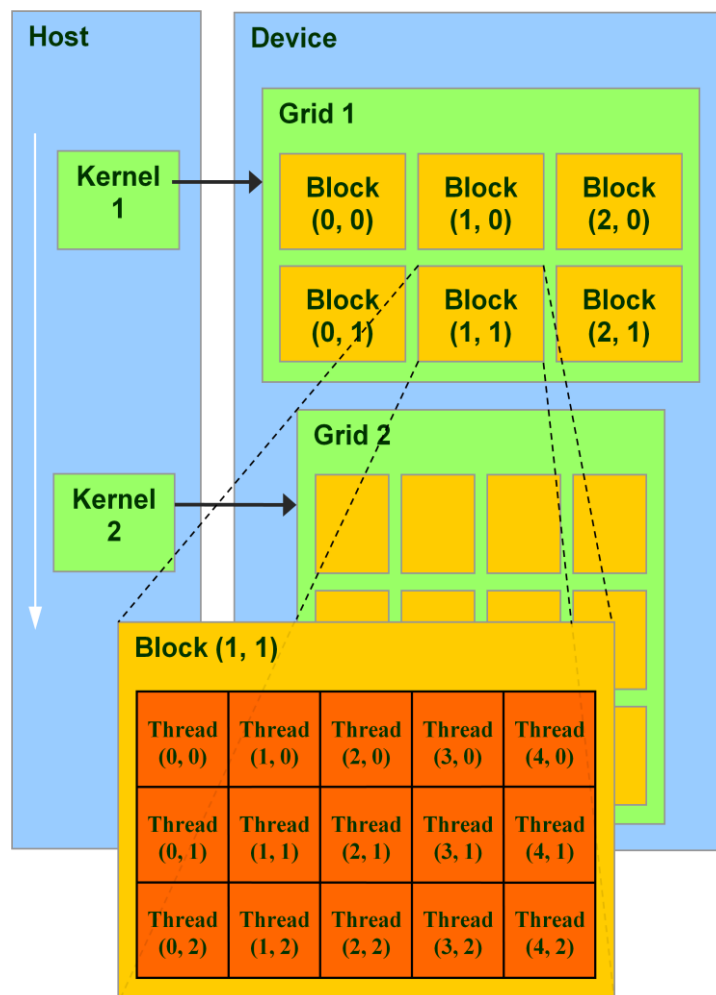 Host
Device
Grid 1
Kernel
1
Block
(0, 0)
Block
(1, 0)
Block
(2, 0)
Block
(0, 1)
Block
(1, 1)
Block
(2, 1)
Grid 2
Kernel
2
Block (1, 1)
Thread
(0, 0)
Thread
(1, 0)
Thread
(2, 0)
Thread
(3, 0)
Thread
(4, 0)
Thread
(0, 1)
Thread
(1, 1)
Thread
(2, 1)
Thread
(3, 1)
Thread
(4, 1)
Thread
(0, 2)
Thread
(1, 2)
Thread
(2, 2)
Thread
(3, 2)
Thread
(4, 2)